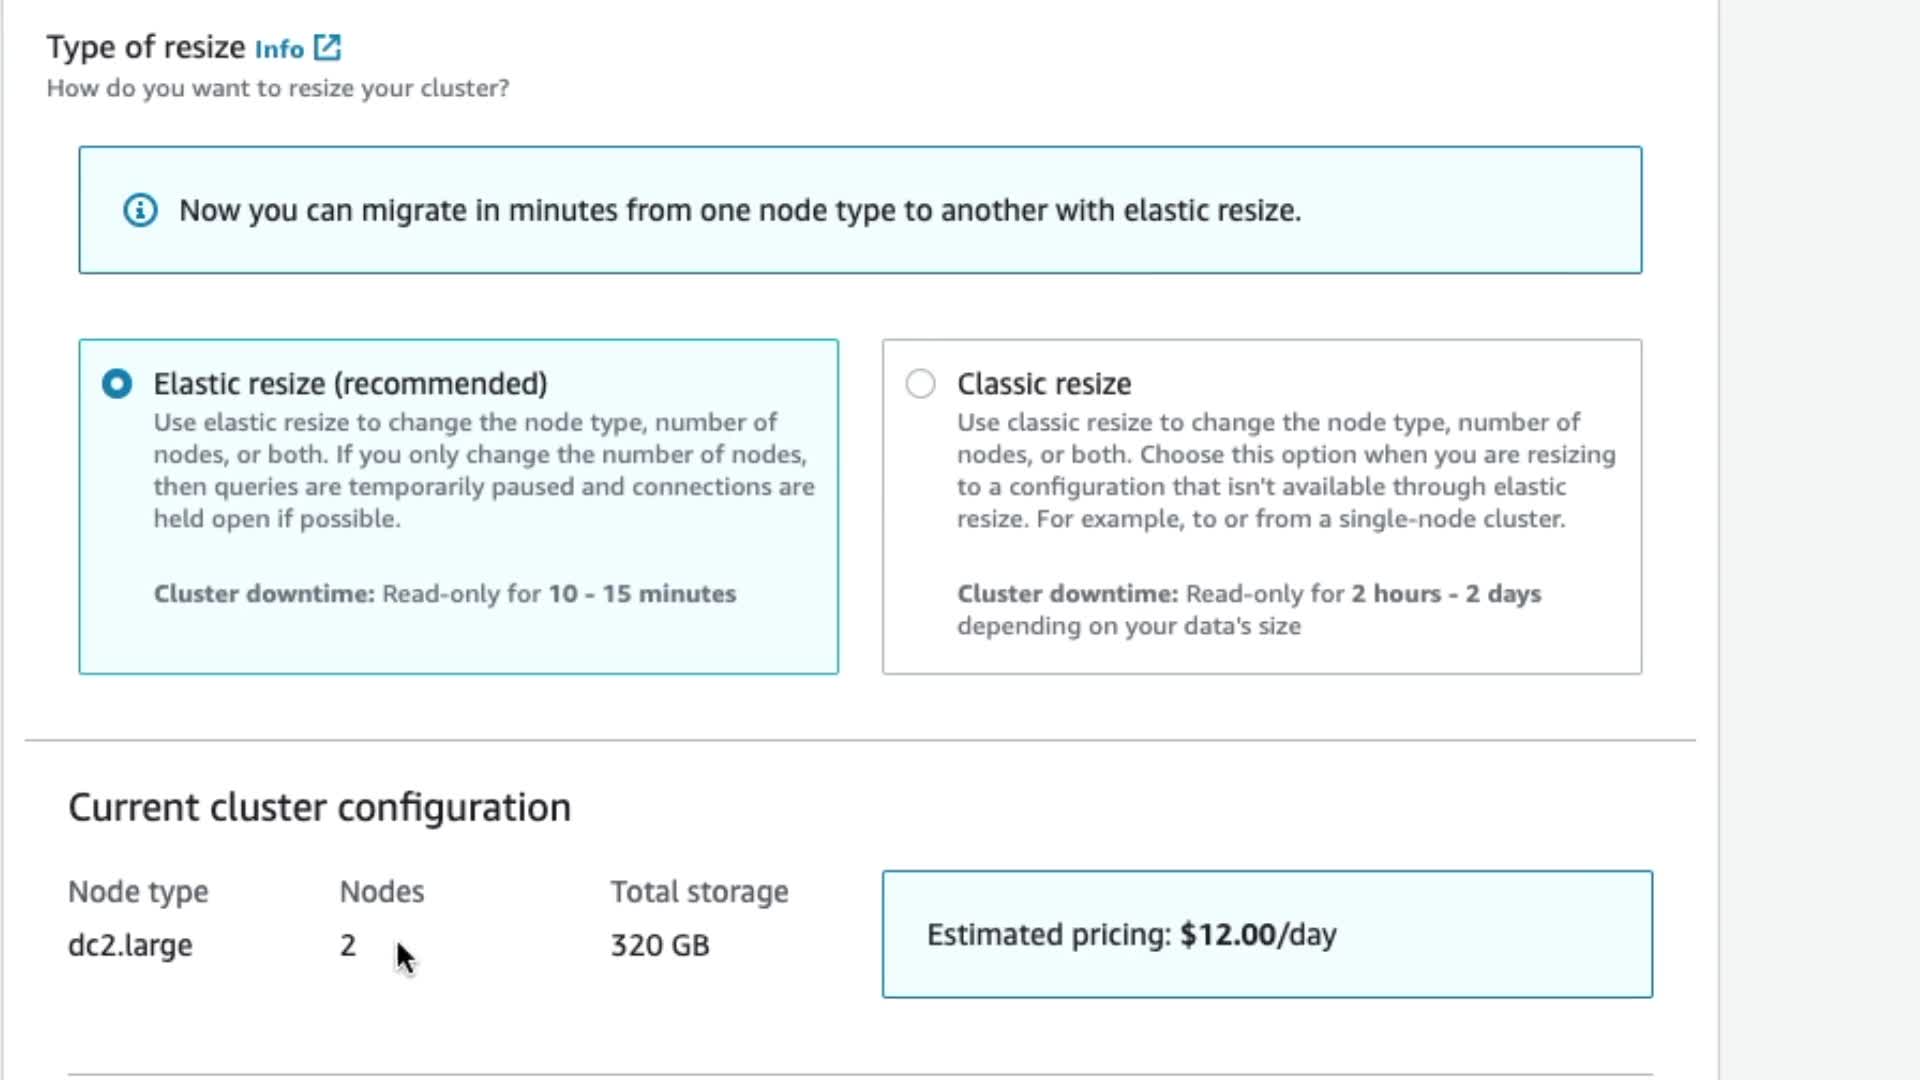 Type of resize Info
How do you want to resize your cluster?
Now you can migrate in minutes from one node type to another with elastic resize.
Elastic resize (recommended)
Use elastic resize to change the node type, number of
nodes, or both. If you only change the number of nodes,
then queries are temporarily paused and connections are
held open if possible.
Cluster downtime: Read-only for 10 - 15 minutes
Classic resize
Use classic resize to change the node type, number of
nodes, or both. Choose this option when you are resizing
to a configuration that isn't available through elastic
resize. For example, to or from a single-node cluster.
Cluster downtime: Read-only for 2 hours - 2 days
depending on your data's size
Current cluster configuration
Node type
Nodes
Total storage
dc2.large
2
320 GB
Estimated pricing: $12.00/day